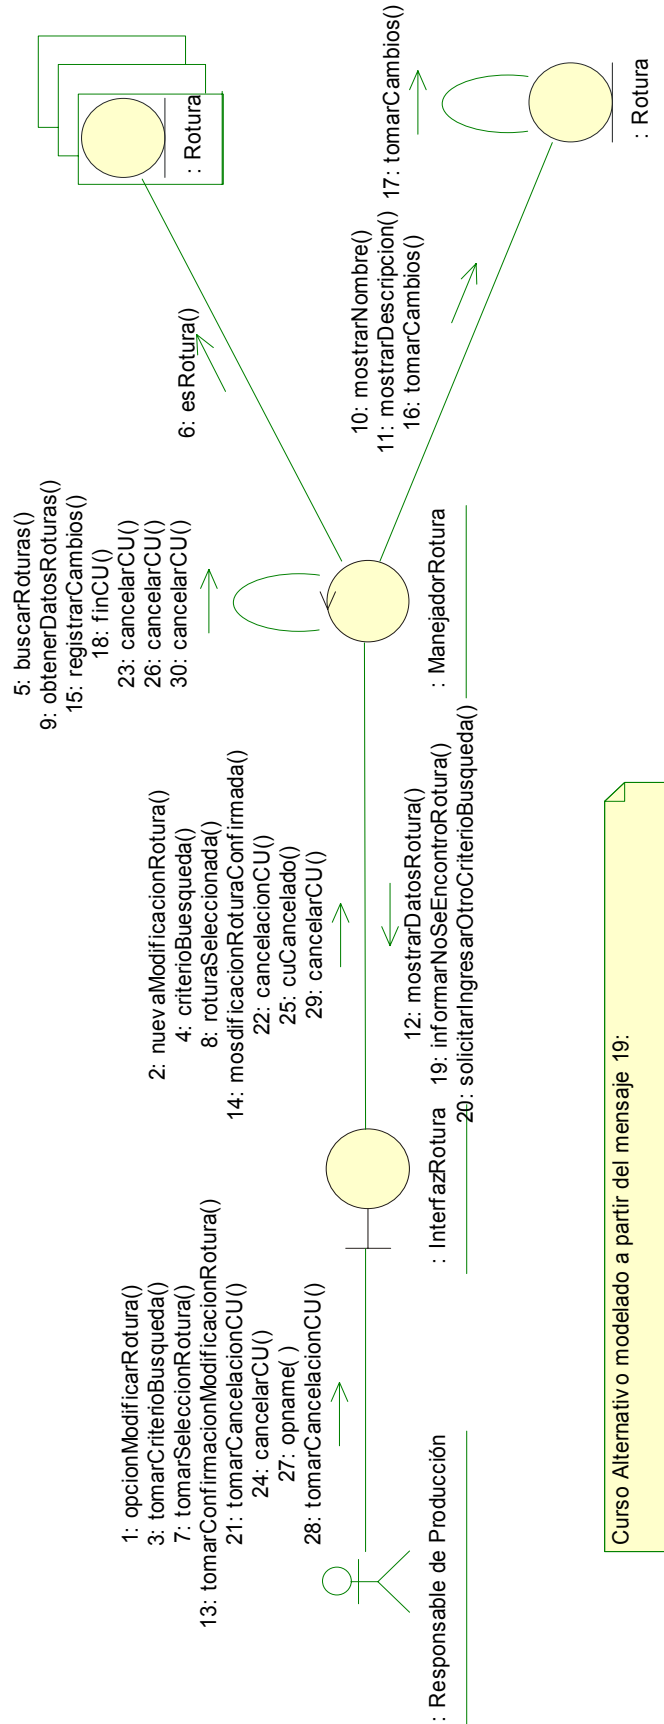 1: opcionModificarRotura()
3: tomarCriterioBusqueda()
7: tomarSeleccionRotura()
13: tomarConfirmacionModificacionRotura()
21: tomarCancelacionCU()
24: cancelarCU()
27: opname( )
28: tomarCancelacionCU()
: Responsable de Producción
2: nuevaModificacionRotura()
4: criterioBuesqueda()
8: roturaSeleccionada()
14: mosdificacionRoturaConfirmada()
22: cancelacionCU()
25: cuCancelado()
29: cancelarCU()
12: mostrarDatosRotura()
19: informarNoSeEncontroRotura()
20: solicitarIngresarOtroCriterioBusqueda()
: InterfazRotura
5: buscarRoturas()
9: obtenerDatosRoturas()
15: registrarCambios()
18: finCU()
23: cancelarCU()
26: cancelarCU()
30: cancelarCU()
: ManejadorRotura
6: esRotura()
: Rotura
10: mostrarNombre()
11: mostrarDescripcion()
16: tomarCambios()
17: tomarCambios()
: Rotura
Curso Alternativo modelado a partir del mensaje 19: